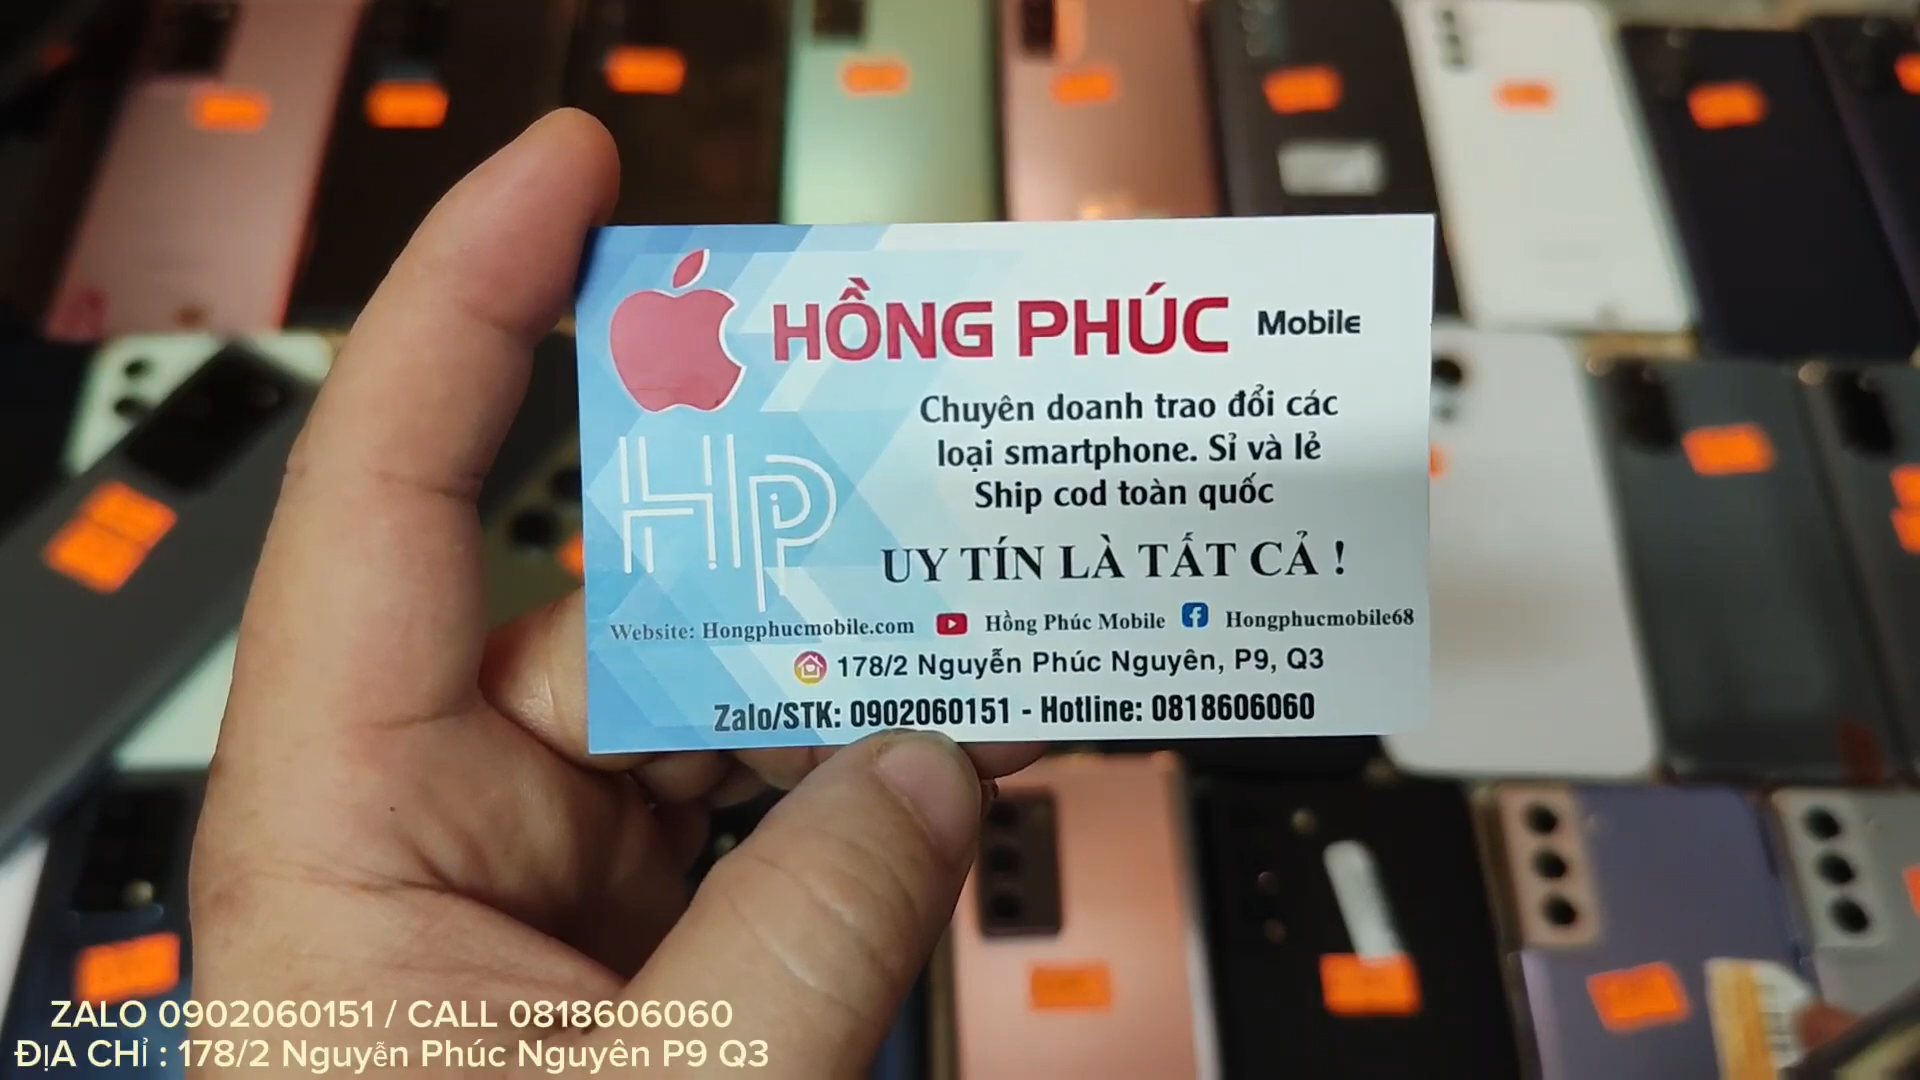 HỒNG PHÚC Mobile
Chuyên doanh trao đổi các
loại smartphone. Sỉ và lẻ
Ship cod toàn quốc
HP
UY TÍN LÀ TẤT CẢ !
Website: Hongphucmobile.com Hồng Phúc Mobile Hongphucmobile68
178/2 Nguyễn Phúc Nguyên, P9, Q3
Zalo/STK: 0902060151 - Hotline: 0818606060
ZALO 0902060151 / CALL 0818606060
ĐỊA CHỈ : 178/2 Nguyễn Phúc Nguyên P9 Q3